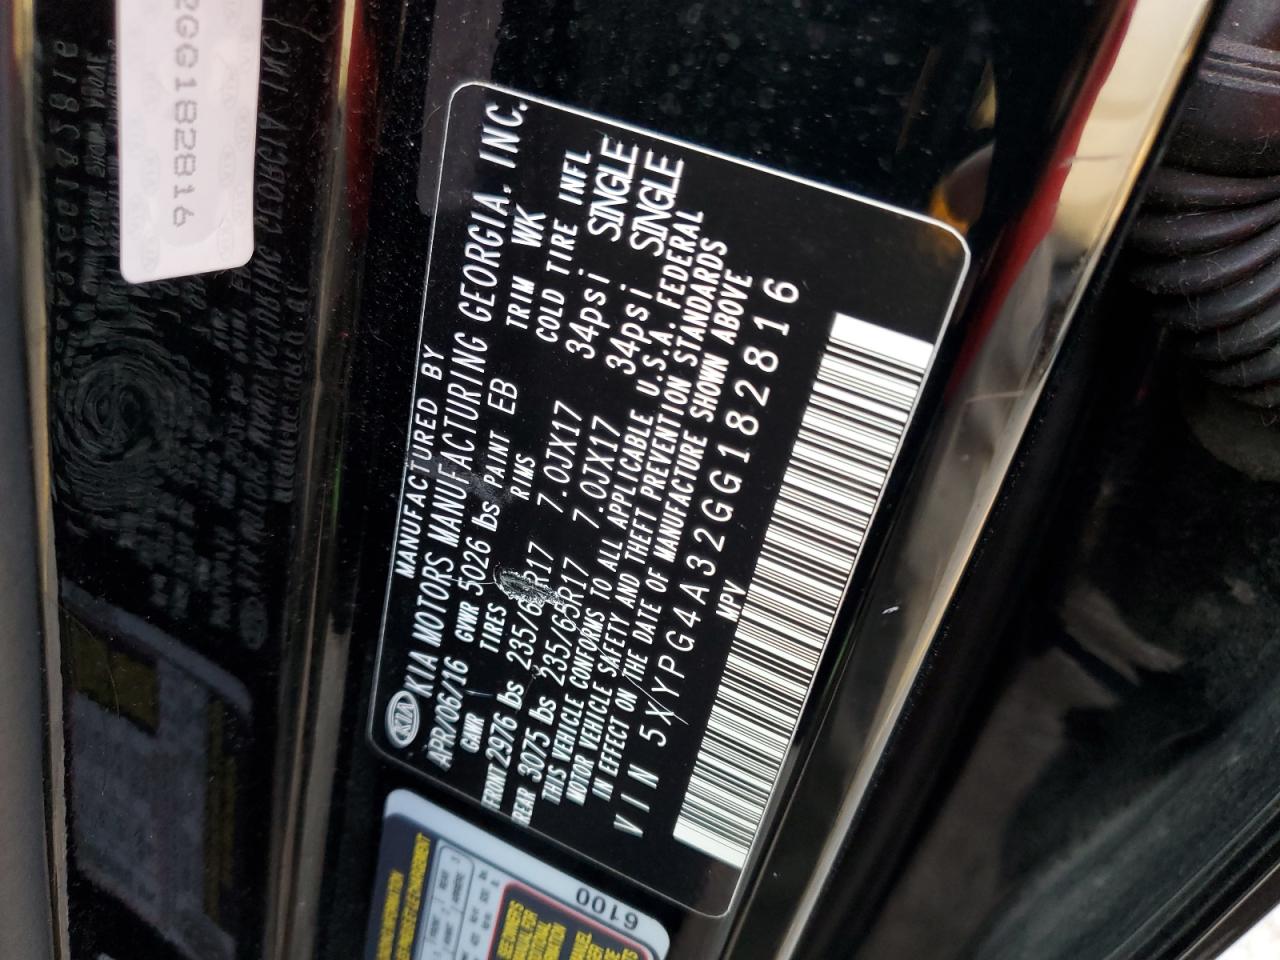 MANUFACTURED BY
KIA KIA MOTORS MANUFACTURING GEORGIA, INC.
APR/06/16 GVWR 5026 lbs PAINT EB TRIM WK
GAWR TIRES RIMS COLD TIRE INFL
FRONT 2976 lbs 235/65R17 7.0JX17 34psi SINGLE
REAR 3075 lbs 235/65R17 7.0JX17 34psi SINGLE
THIS VEHICLE CONFORMS TO ALL APPLICABLE U.S.A. FEDERAL
MOTOR VEHICLE SAFETY AND THEFT PREVENTION STANDARDS
IN EFFECT ON THE DATE OF MANUFACTURE SHOWN ABOVE
VIN 5XYPG4A32GG182816
MPV
2GG182816
6100